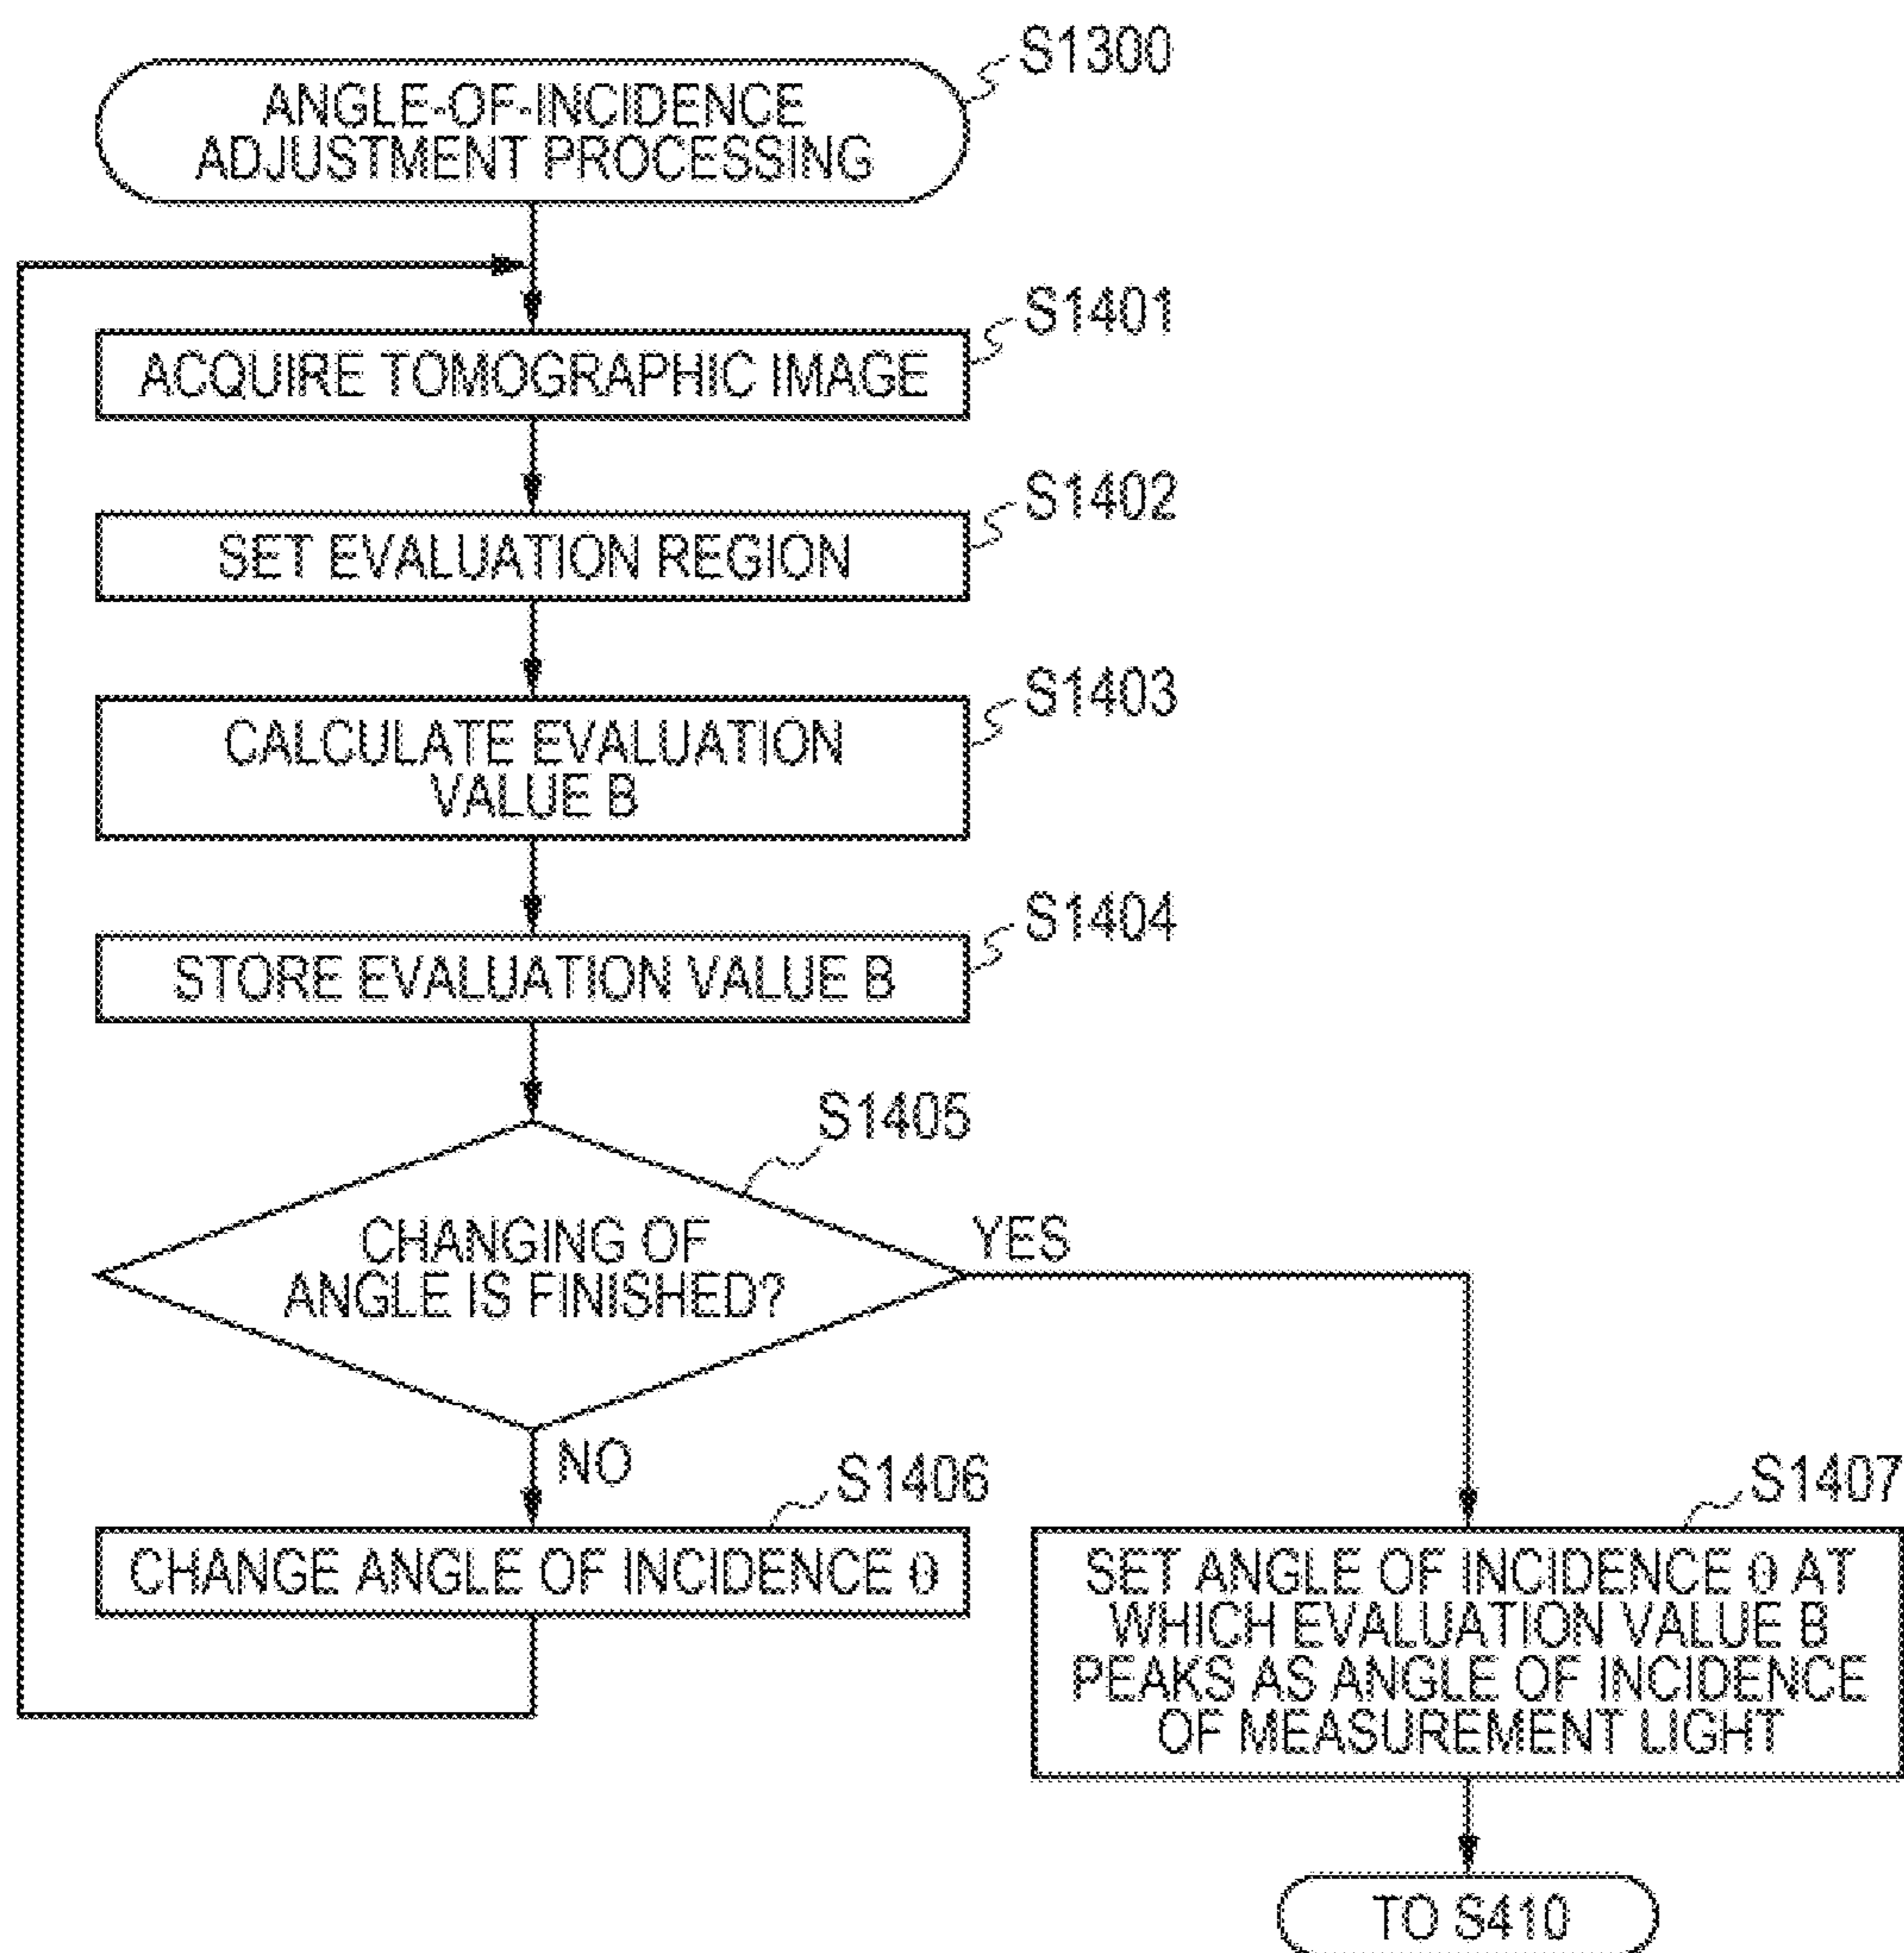 S1300
ANGLE-OF-INCIDENCE
ADJUSTMENT PROCESSING
S1401
ACQUIRE TOMOGRAPHIC IMAGE
S1402
SET EVALUATION REGION
S1403
CALCULATE EVALUATION
VALUE B
S1404
STORE EVALUATION VALUE B
S1405
CHANGING OF
ANGLE IS FINISHED?
YES
NO
S1406
CHANGE ANGLE OF INCIDENCE θ
S1407
SET ANGLE OF INCIDENCE θ AT
WHICH EVALUATION VALUE B
PEAKS AS ANGLE OF INCIDENCE
OF MEASUREMENT LIGHT
TO S410